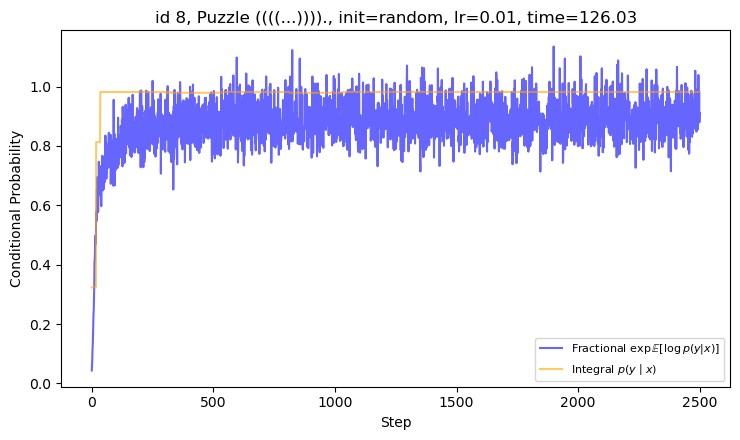 id 8, Puzzle ((((...))))., init=random, lr=0.01, time=126.03
Conditional Probability
1.0
0.8
0.6
0.4
0.2
0.0
Fractional exp 𝔼[log p(y|x)]
Integral p(y | x)
0
500
1000
1500
2000
2500
Step